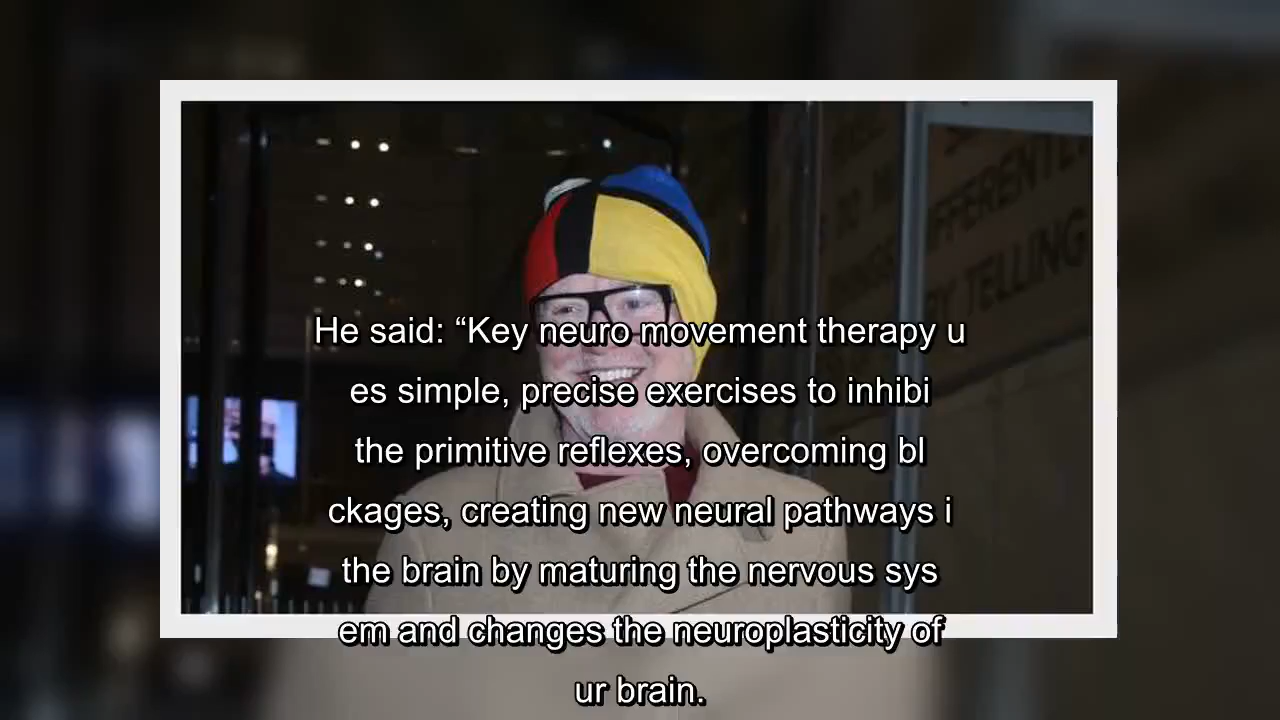 He said: “Key neuro movement therapy u
es simple, precise exercises to inhibi
the primitive reflexes, overcoming bl
ckages, creating new neural pathways i
the brain by maturing the nervous sys
em and changes the neuroplasticity of
ur brain.
TELLING